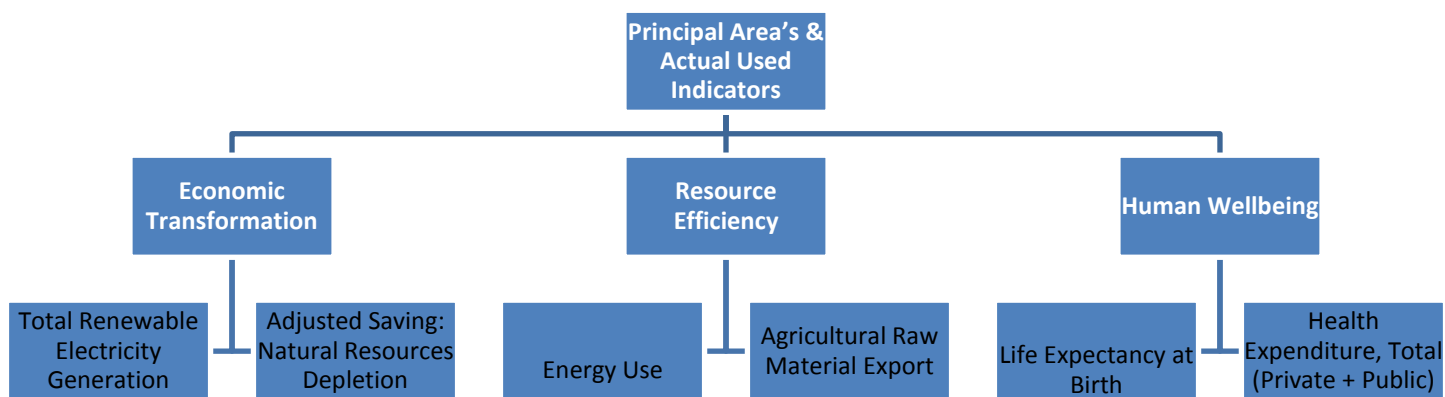 Principal Area’s &
Actual Used
Indicators
Economic
Transformation
Resource
Efficiency
Human Wellbeing
Total Renewable
Electricity
Generation
Adjusted Saving:
Natural Resources
Depletion
Energy Use
Agricultural Raw
Material Export
Life Expectancy at
Birth
Health
Expenditure, Total
(Private + Public)